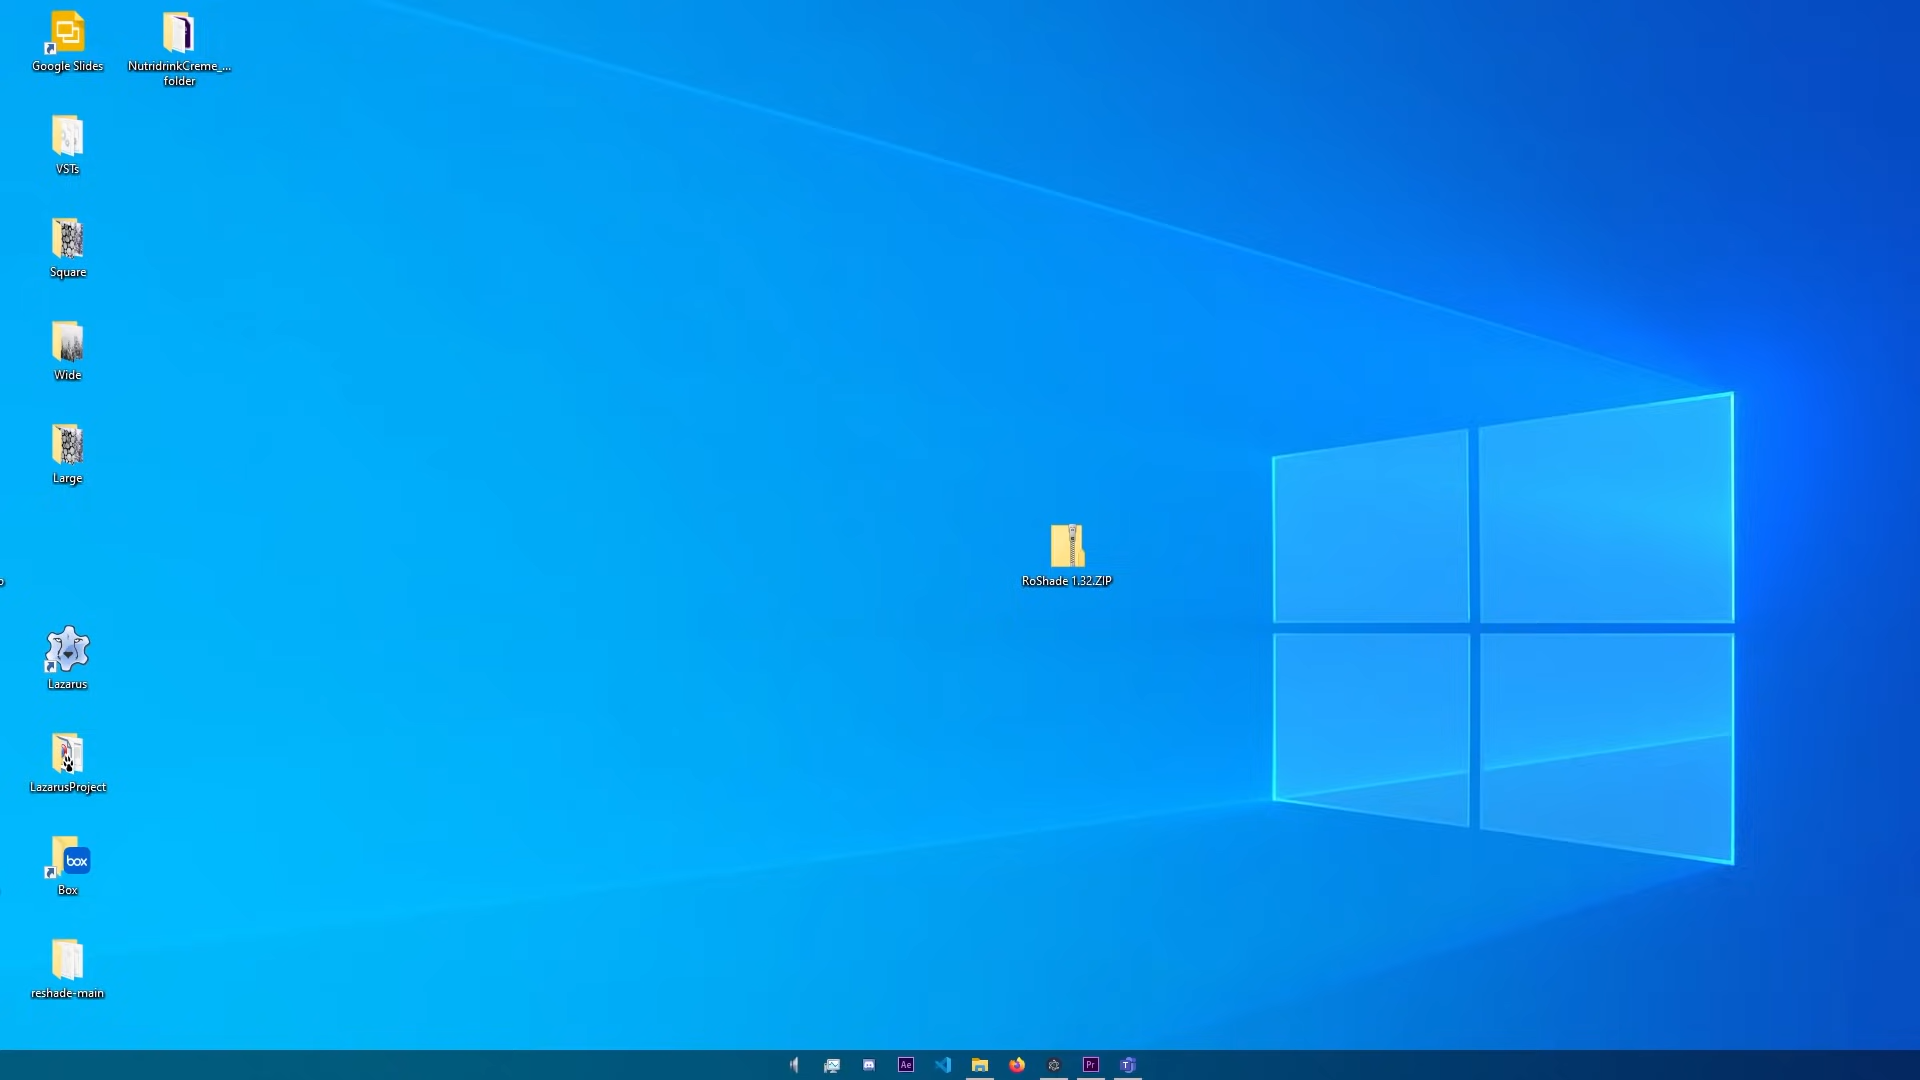 Google Slides
NutridrinkCreme_...
folder
VSTs
Square
Wide
Large
RoShade 1.32.ZIP
Lazarus
LazarusProject
box
Box
reshade-main
Ae
Pr
T